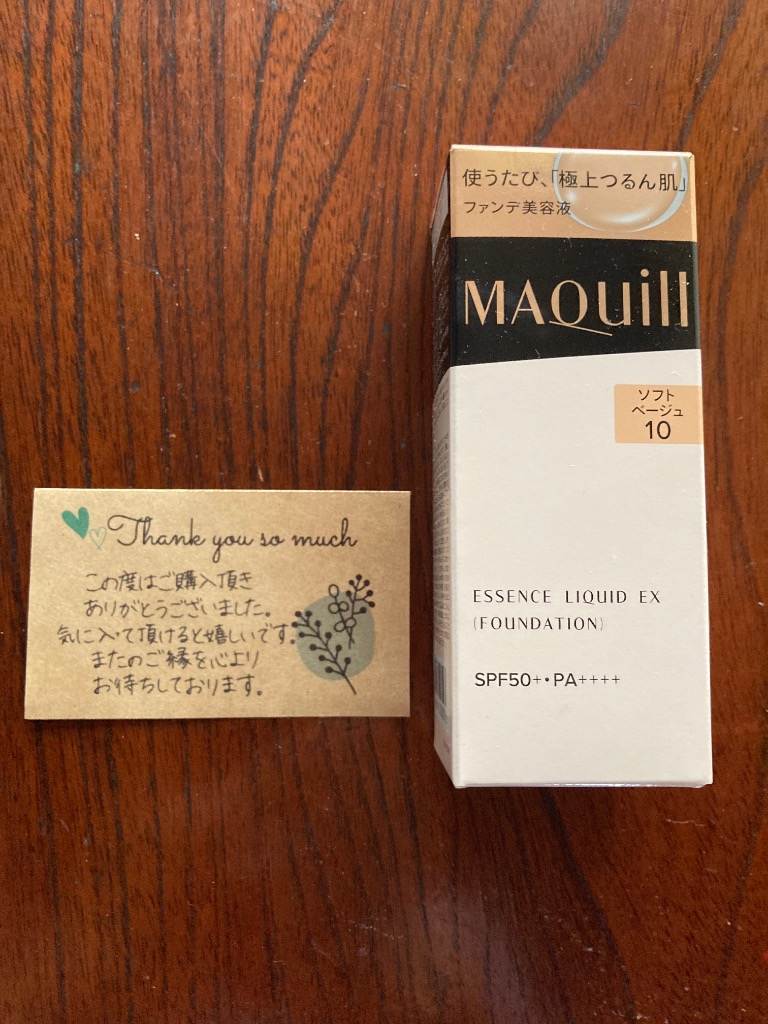 Thank you so much
この度はご購入頂き
ありがとうございました。
気に入って頂けると嬉しいです。
またのご縁を心より
お待ちしております。
使うたび、「極上つるん肌」
ファンデ美容液
MAQuill
ソフト
ベージュ
10
ESSENCE LIQUID EX
(FOUNDATION)
SPF50+・PA++++